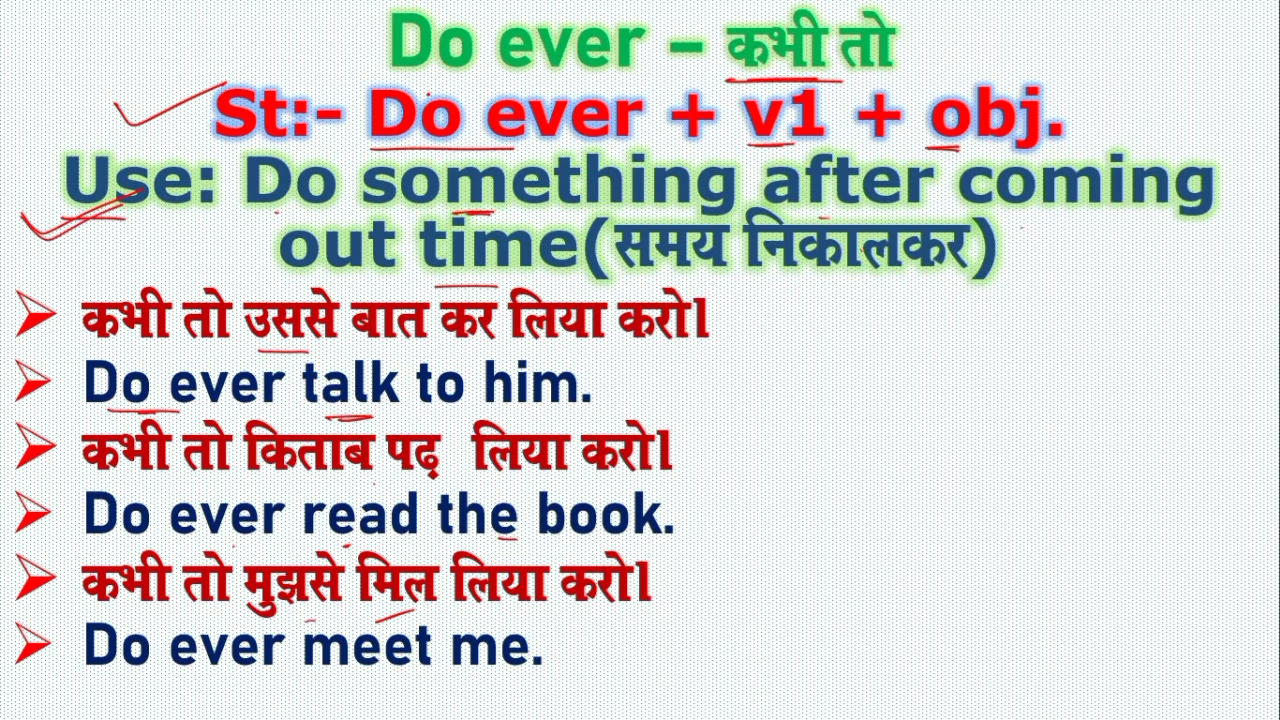 Do ever – कभी तो
St:- Do ever + v1 + obj.
Use: Do something after coming
out time(समय निकालकर)
कभी तो उससे बात कर लिया करो।
Do ever talk to him.
कभी तो किताब पढ़ लिया करो।
Do ever read the book.
कभी तो मुझसे मिल लिया करो।
Do ever meet me.